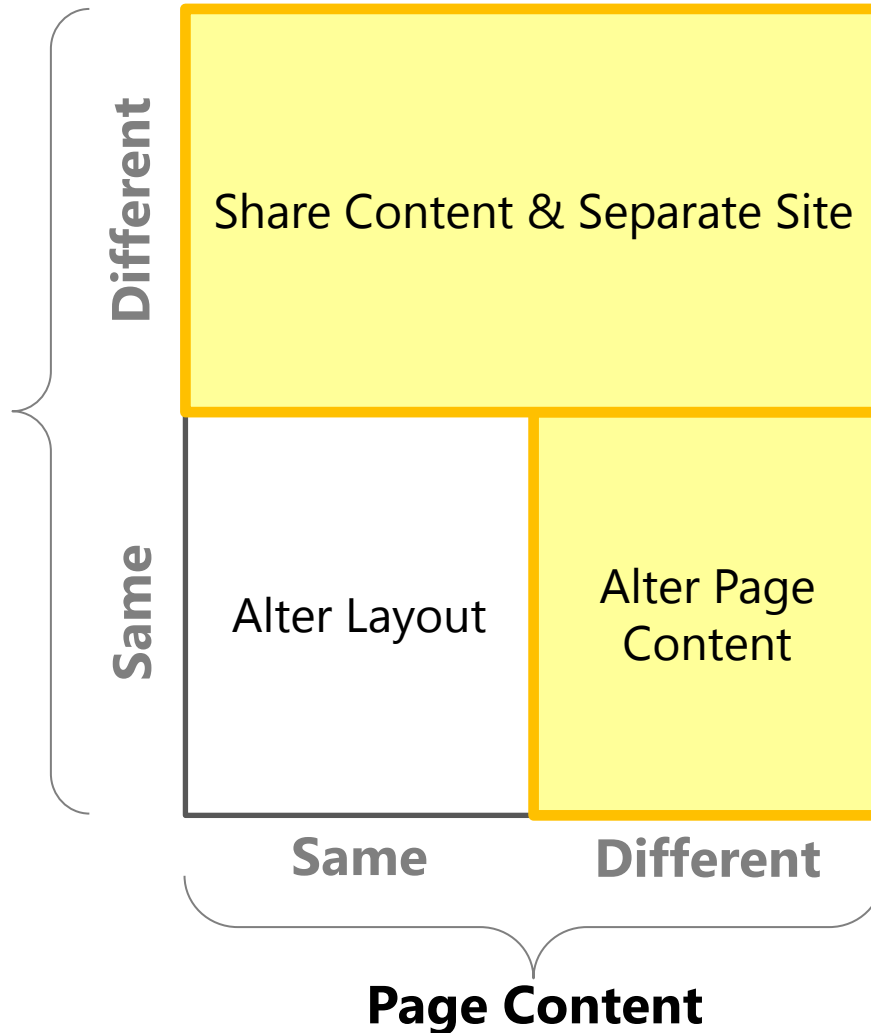 Different
Share Content & Separate Site
Same
Alter Layout
Alter Page
Content
Same
Different
Page Content